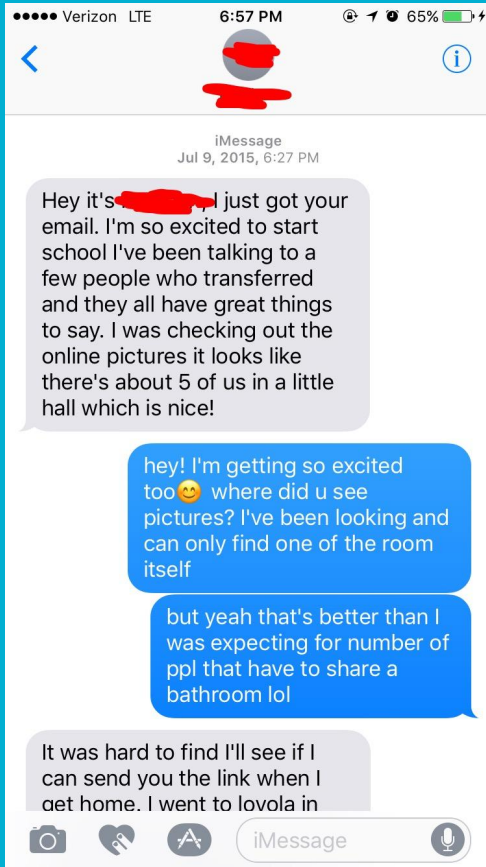 Verizon LTE 6:57 PM 65%
iMessage
Jul 9, 2015, 6:27 PM
Hey it's I just got your
email. I'm so excited to start
school I've been talking to a
few people who transferred
and they all have great things
to say. I was checking out the
online pictures it looks like
there's about 5 of us in a little
hall which is nice!
hey! I'm getting so excited
too😊 where did u see
pictures? I've been looking and
can only find one of the room
itself
but yeah that's better than I
was expecting for number of
ppl that have to share a
bathroom lol
It was hard to find I'll see if I
can send you the link when I
get home. I went to loyola in
iMessage